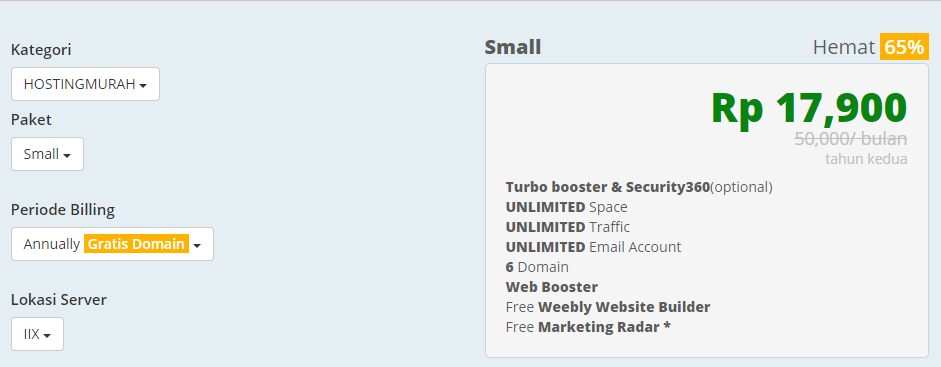 Kategori
HOSTINGMURAH
Paket
Small
Periode Billing
Annually Gratis Domain
Lokasi Server
IIX
Small Hemat 65%
Rp 17,900
50,000/ bulan
tahun kedua
Turbo booster & Security360(optional)
UNLIMITED Space
UNLIMITED Traffic
UNLIMITED Email Account
6 Domain
Web Booster
Free Weebly Website Builder
Free Marketing Radar *